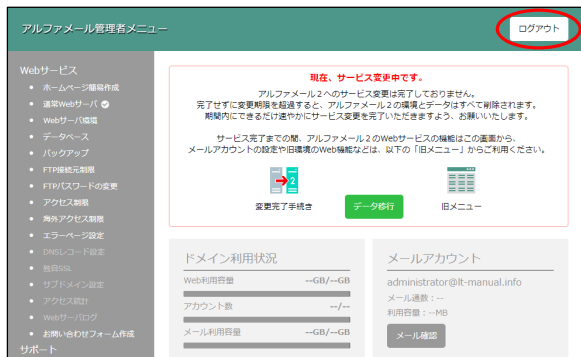 アルファメール管理者メニュー
ログアウト
Webサービス
ホームページ簡易作成
通常Webサーバ
Webサーバ環境
データベース
バックアップ
FTP接続元制限
FTPパスワードの変更
アクセス制限
海外アクセス制限
エラーページ設定
DNSレコード設定
独自SSL
サブドメイン設定
アクセス統計
Webサーバログ
お問い合わせフォーム作成
サポート
現在、サービス変更中です。
アルファメール２へのサービス変更は完了しておりません。
完了せずに変更期限を超過すると、アルファメール２の環境とデータはすべて削除されます。
期間内にできるだけ速やかにサービス変更を完了いただきますよう、お願いいたします。
サービス完了までの間、アルファメール２のWebサービスの機能はこの画面から、
メールアカウントの設定や旧環境のWeb機能などは、以下の「旧メニュー」からご利用ください。
2
変更完了手続き
データ移行
旧メニュー
ドメイン利用状況
Web利用容量 --GB/--GB
アカウント数 --/--
メール利用容量 --GB/--GB
メールアカウント
administrator@lt-manual.info
メール通数：--
利用容量：--MB
メール確認